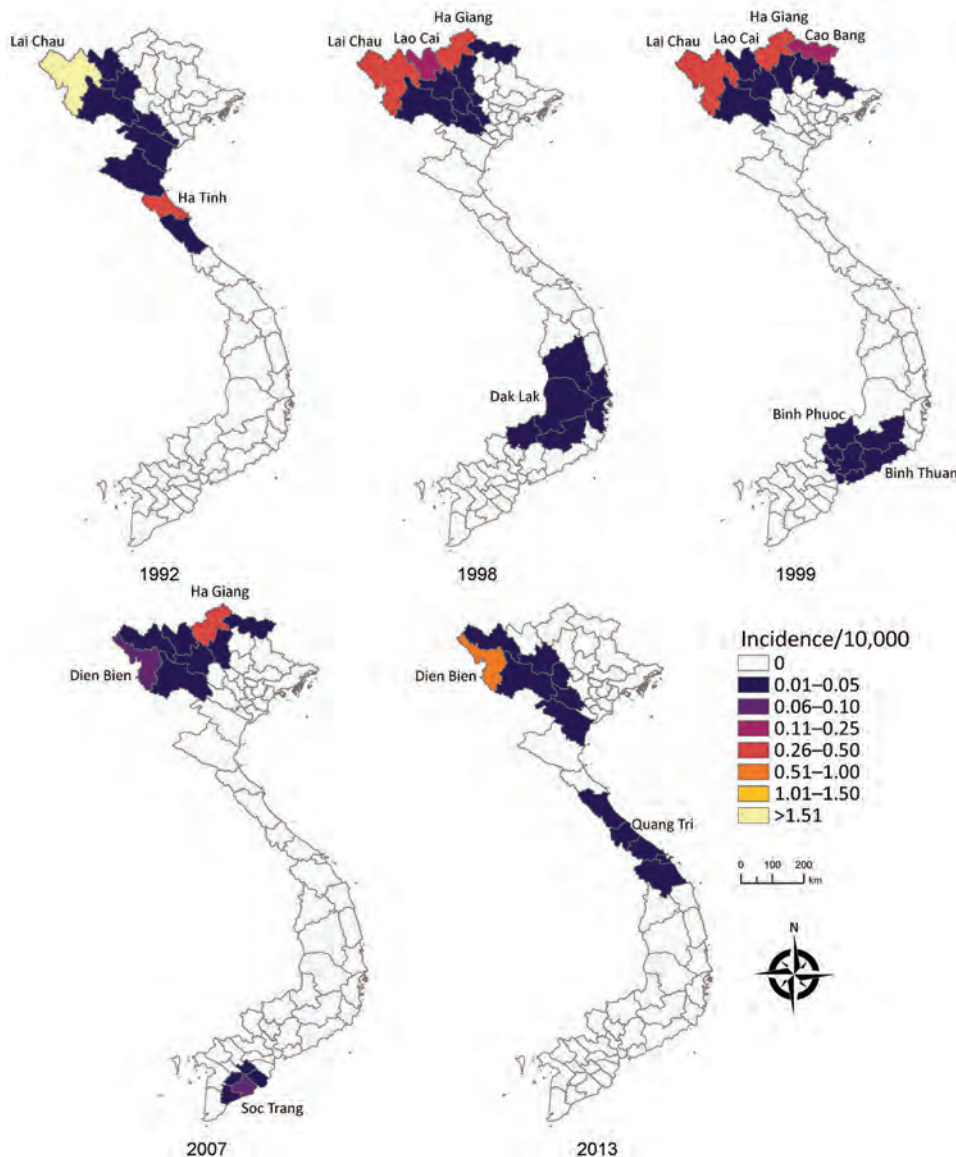 Ha Giang
Ha Giang
Lai Chau
Lai Chau
Lao Cai
Lai Chau
Lao Cai
Cao Bang
Ha Tinh
Dak Lak
Binh Phuoc
Binh Thuan
1992
1998
1999
Ha Giang
Dien Bien
Dien Bien
Quang Tri
Soc Trang
2007
2013
Incidence/10,000
0
0.01–0.05
0.06–0.10
0.11–0.25
0.26–0.50
0.51–1.00
1.01–1.50
>1.51
0 100 200
km
N